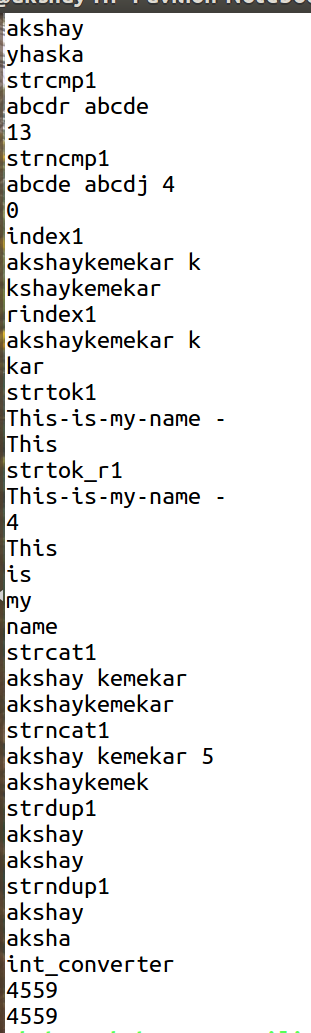 akshay
yhaska
strcmp1
abcdr abcde
13
strncmp1
abcde abcdj 4
0
index1
akshaykemekar k
kshaykemekar
rindex1
akshaykemekar k
kar
strtok1
This-is-my-name -
This
strtok_r1
This-is-my-name -
4
This
is
my
name
strcat1
akshay kemekar
akshaykemekar
strncat1
akshay kemekar 5
akshaykemek
strdup1
akshay
akshay
strndup1
akshay
aksha
int_converter
4559
4559